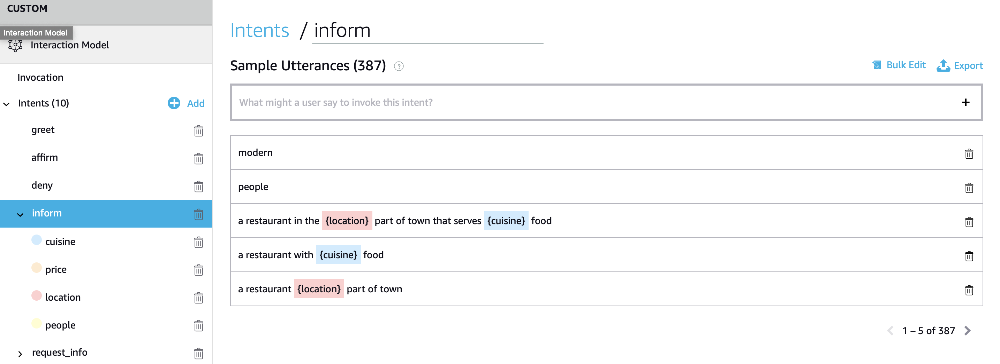 CUSTOM
Interaction Model
Interaction Model
Invocation
Intents (10)
Add
greet
affirm
deny
inform
cuisine
price
location
people
request_info
Intents / inform
Sample Utterances (387) ?
Bulk Edit
Export
What might a user say to invoke this intent?
modern
people
a restaurant in the {location} part of town that serves {cuisine} food
a restaurant with {cuisine} food
a restaurant {location} part of town
1 – 5 of 387